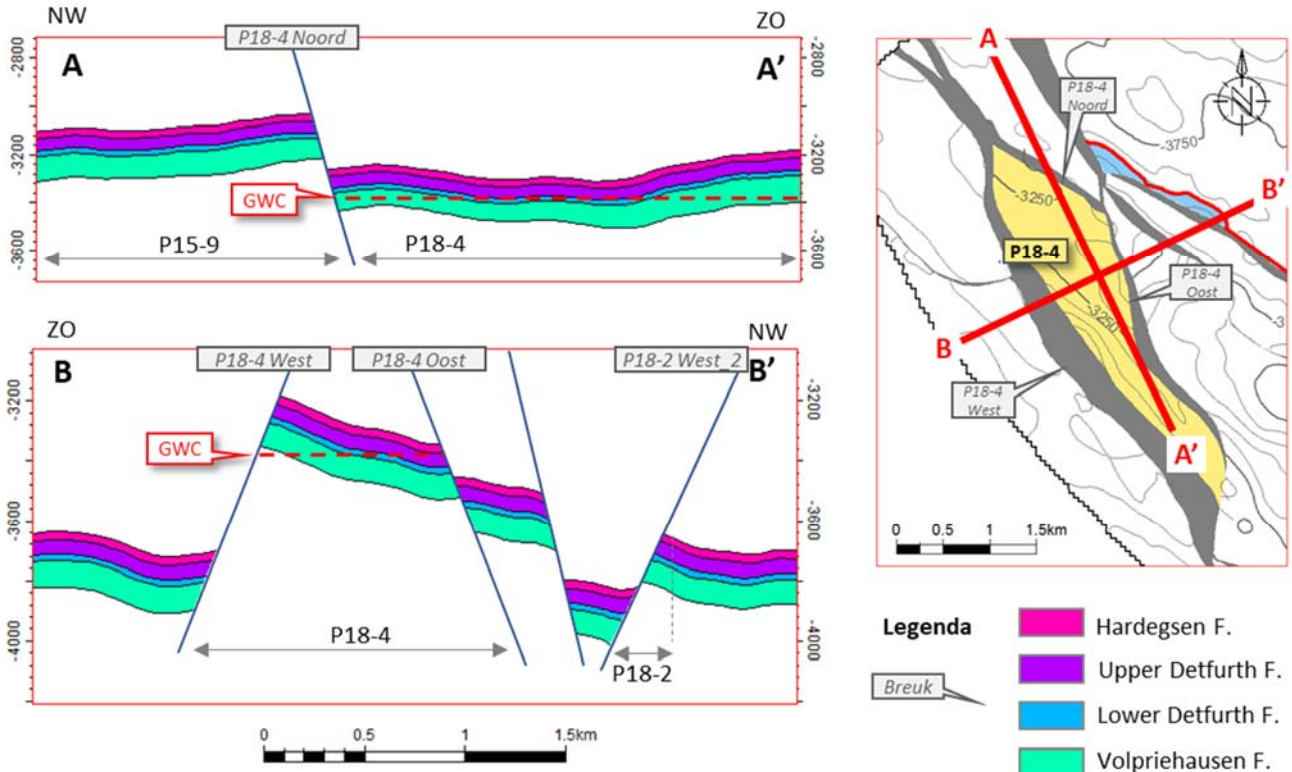 NW
ZO
P18-4 Noord
A
A'
-2800
-3200
-3600
-2800
-3200
-3600
GWC
P15-9
P18-4
ZO
NW
P18-4 West
P18-4 Oost
P18-2 West_2
B
B'
-3200
-3600
-4000
-3200
-3600
-4000
GWC
P18-4
P18-2
0
0.5
1
1.5km
A
P18-4
Noord
N
-3750
B'
-3250
P18-4
P18-4
Oost
-3250
B
P18-4
West
A'
0
0.5
1
1.5km
Legenda
Breuk
Hardegsen F.
Upper Detfurth F.
Lower Detfurth F.
Volpriehausen F.